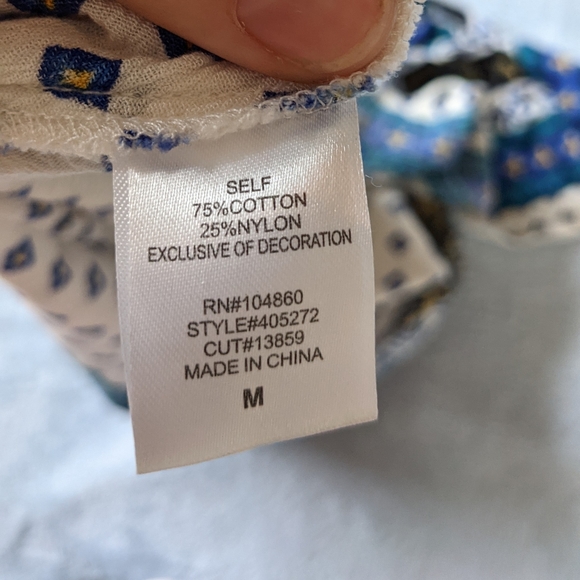 SELF
75%COTTON
25%NYLON
EXCLUSIVE OF DECORATION
RN#104860
STYLE#405272
CUT#13859
MADE IN CHINA
M